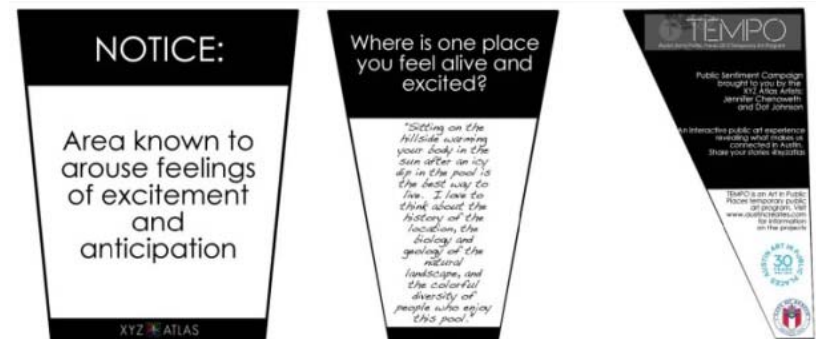 NOTICE:
Area known to
arouse feelings
of excitement
and
anticipation
XYZ ATLAS
Where is one place
you feel alive and
excited?
"Sitting on the
hillside warming
your body in the
sun after an icy
dip in the pool is
the best way to
live. I love to
think about the
history of the
location, the
biology and
geology of the
natural
landscape, and
the colorful
diversity of
people who enjoy
this pool."
TEMPO
Public Sentiment Campaign
brought to you by the
XYZ Atlas Artists:
Jennifer Chenoweth
and Dot Johnson
An interactive public art experience
revealing what makes us
connected in Austin.
Share your stories #xyzatlas
TEMPO is an Art in Public
Places temporary public
art program. Visit
www.austincreates.com
for information
on the projects
AUSTIN ART IN PUBLIC PLACES
30